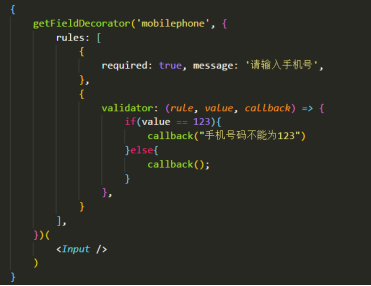 {
getFieldDecorator('mobilephone', {
rules: [
{
required: true, message: '请输入手机号',
},
{
validator: (rule, value, callback) => {
if(value == 123){
callback("手机号码不能为123")
}else{
callback();
}
},
}
],
})(
<Input />
)
}